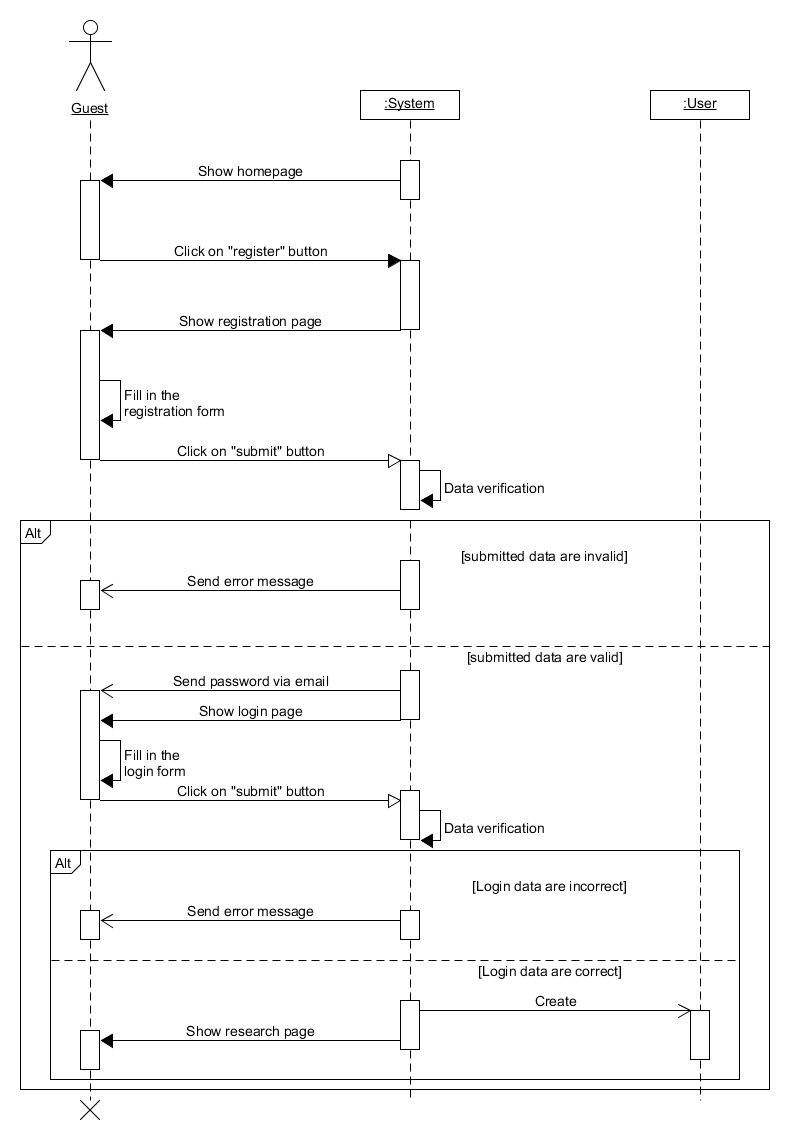 Guest
:System
:User
Show homepage
Click on "register" button
Show registration page
Fill in the
registration form
Click on "submit" button
Data verification
Alt
[submitted data are invalid]
Send error message
[submitted data are valid]
Send password via email
Show login page
Fill in the
login form
Click on "submit" button
Data verification
Alt
[Login data are incorrect]
Send error message
[Login data are correct]
Create
Show research page